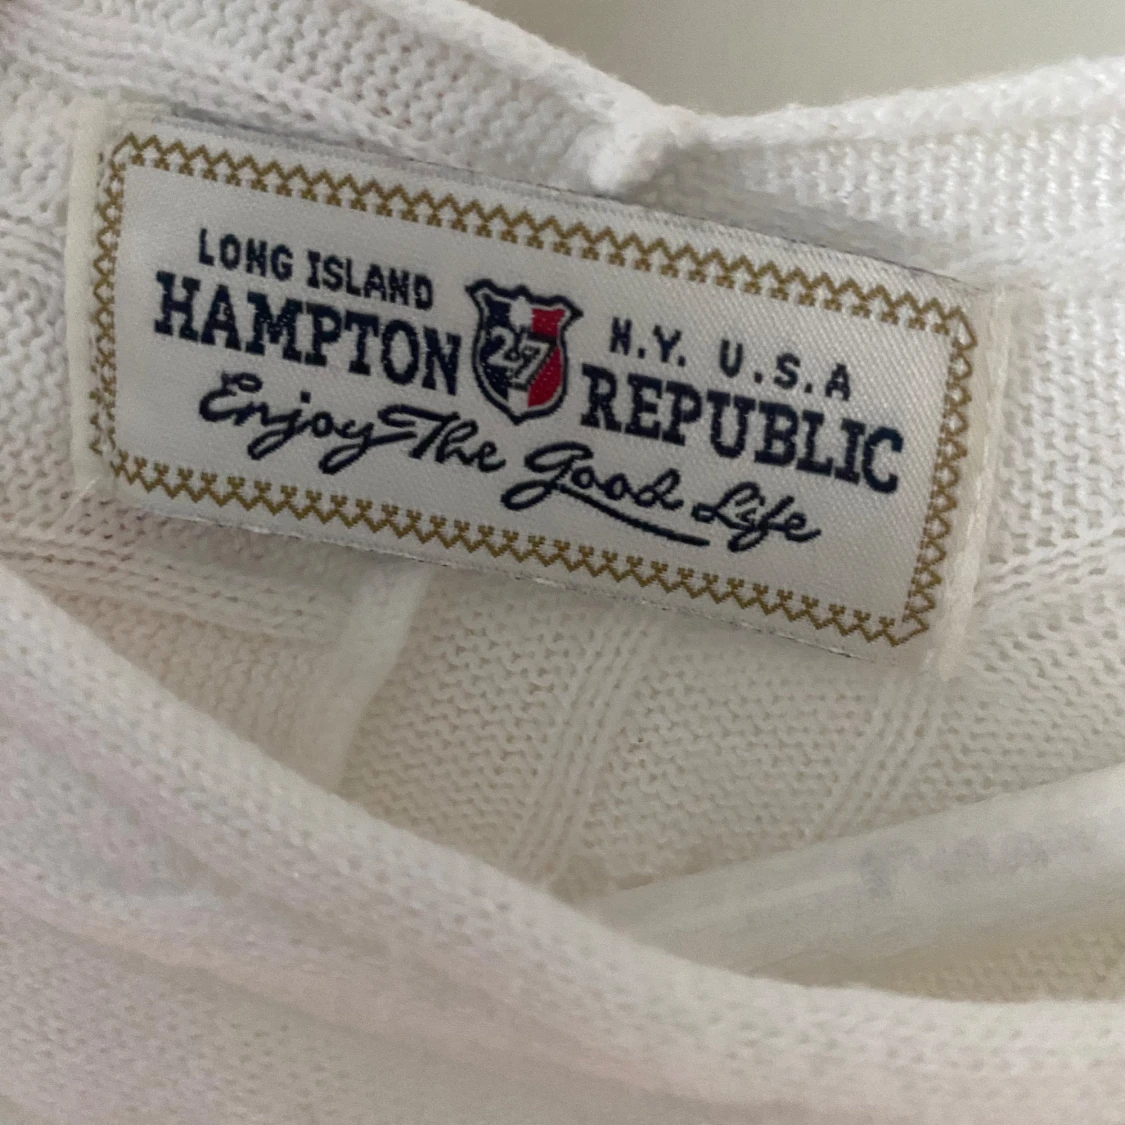 LONG ISLAND N.Y. U.S.A
HAMPTON 27 REPUBLIC
Enjoy The Good Life